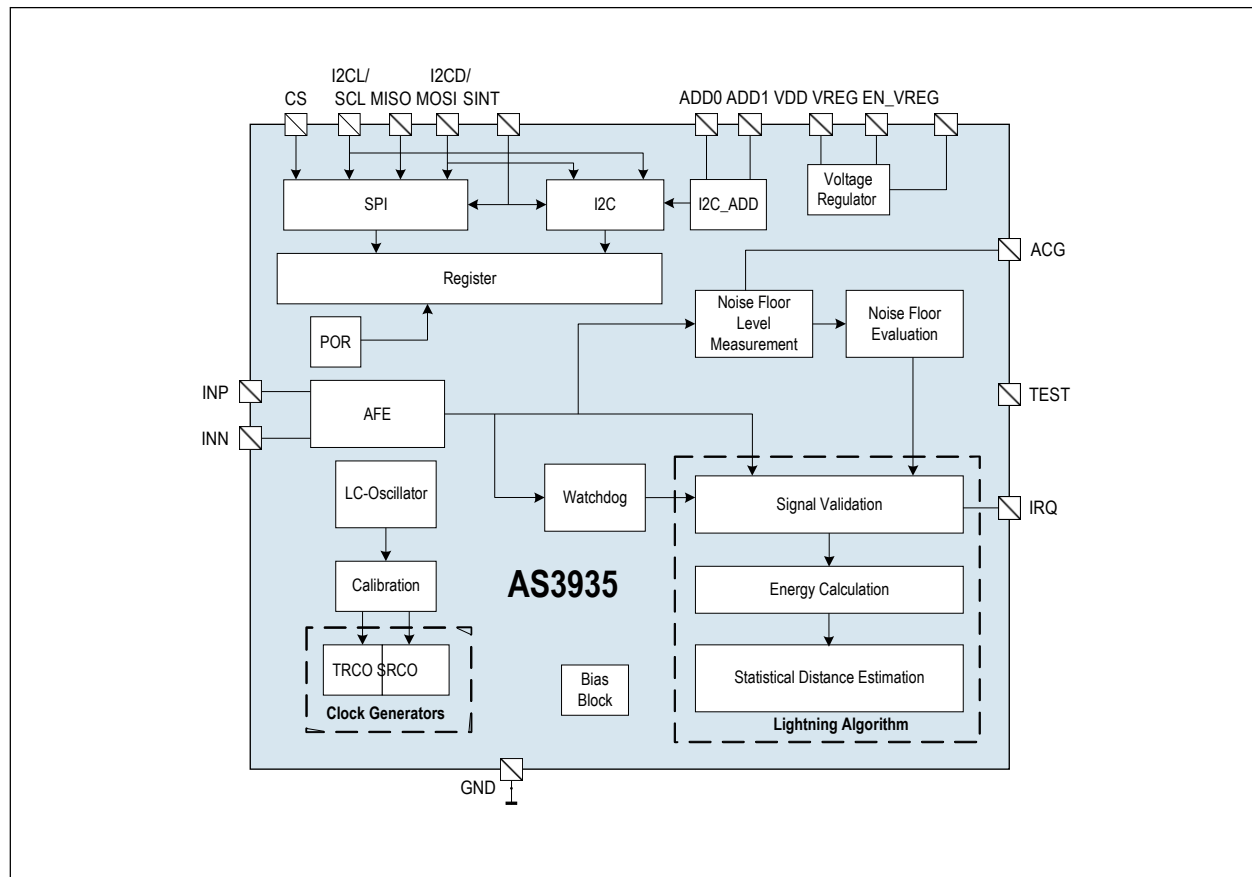 I2CL/ I2CD/
CS SCL MISO MOSI SINT
ADD0 ADD1 VDD VREG EN_VREG
SPI
I2C
I2C_ADD
Voltage
Regulator
Register
ACG
Noise Floor
Level
Measurement
Noise Floor
Evaluation
POR
INP
AFE
TEST
INN
LC-Oscillator
Watchdog
Signal Validation
IRQ
Calibration
AS3935
Energy Calculation
TRCO SRCO
Clock Generators
Bias
Block
Statistical Distance Estimation
Lightning Algorithm
GND